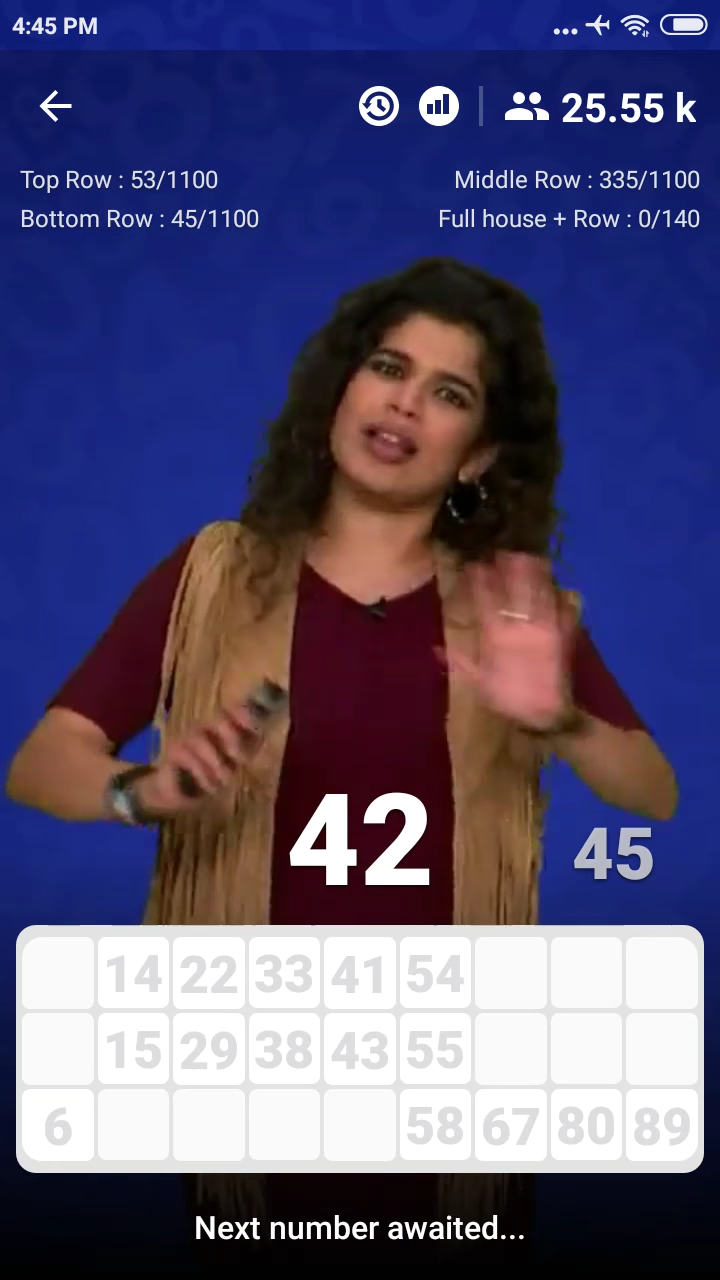 4:45 PM
25.55 k
Top Row : 53/1100
Middle Row : 335/1100
Bottom Row : 45/1100
Full house + Row : 0/140
42
45
14 22 33 41 54
15 29 38 43 55
6 58 67 80 89
Next number awaited...